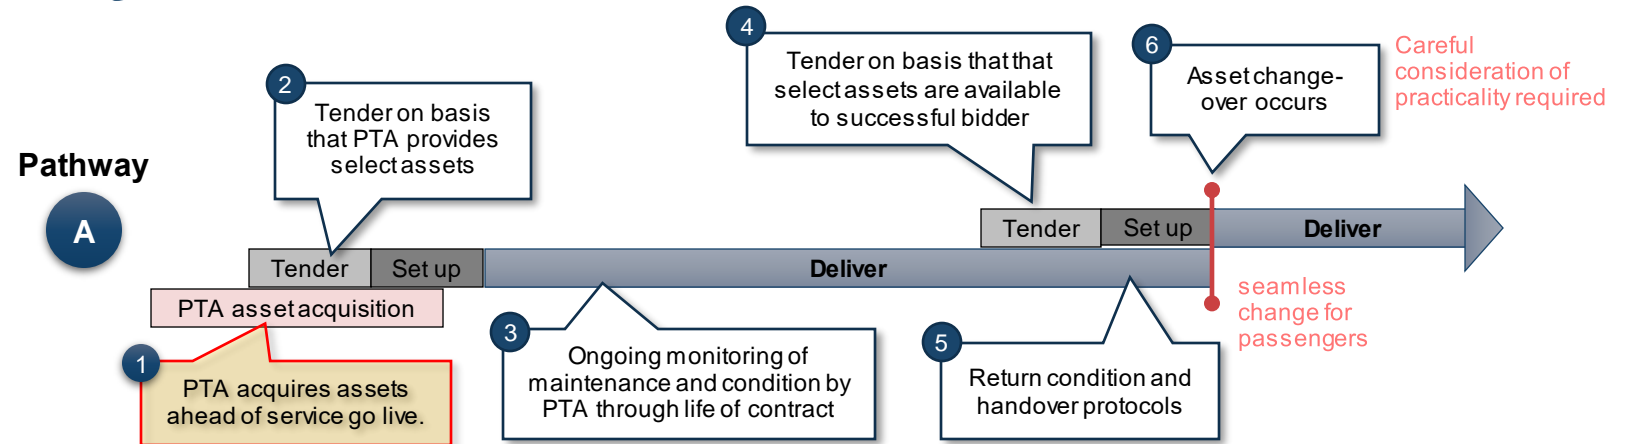 4
6
Careful
consideration of
practicality required
Tender on basis that that
select assets are available
to successful bidder
Asset change-
over occurs
2
Tender on basis
that PTA provides
select assets
Pathway
A
Tender
Set up
Deliver
Tender
Set up
Deliver
PTA asset acquisition
seamless
change for
passengers
1
PTA acquires assets
ahead of service go live.
3
Ongoing monitoring of
maintenance and condition by
PTA through life of contract
5
Return condition and
handover protocols